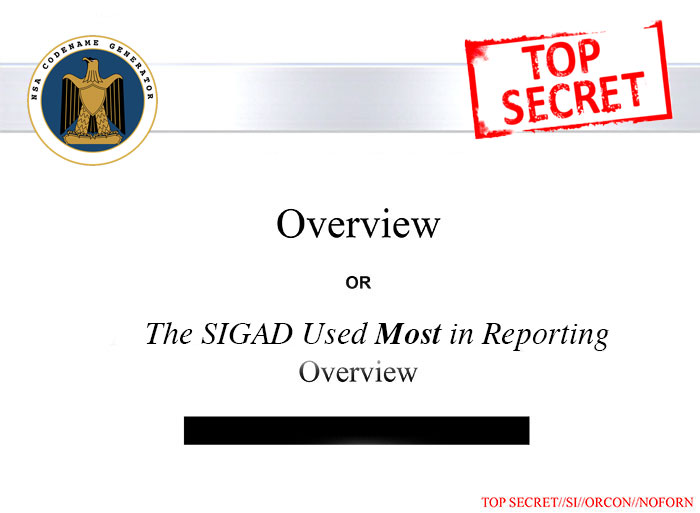 NSA CODENAME GENERATOR
TOP
SECRET
Overview
OR
The SIGAD Used Most in Reporting
Overview
TOP SECRET//SI//ORCON//NOFORN